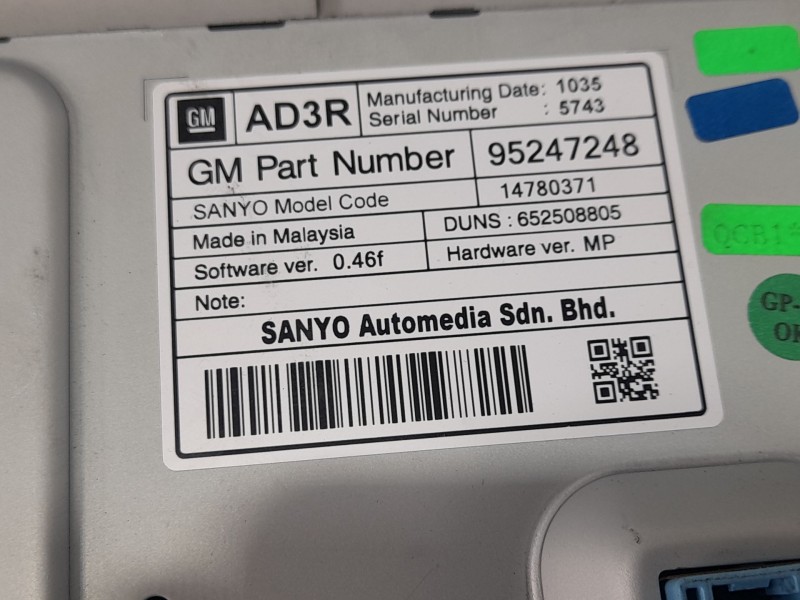 GM
AD3R
Manufacturing Date: 1035
Serial Number : 5743
GM Part Number 95247248
SANYO Model Code 14780371
Made in Malaysia DUNS : 652508805
Software ver. 0.46f Hardware ver. MP
Note:
SANYO Automedia Sdn. Bhd.
GP-